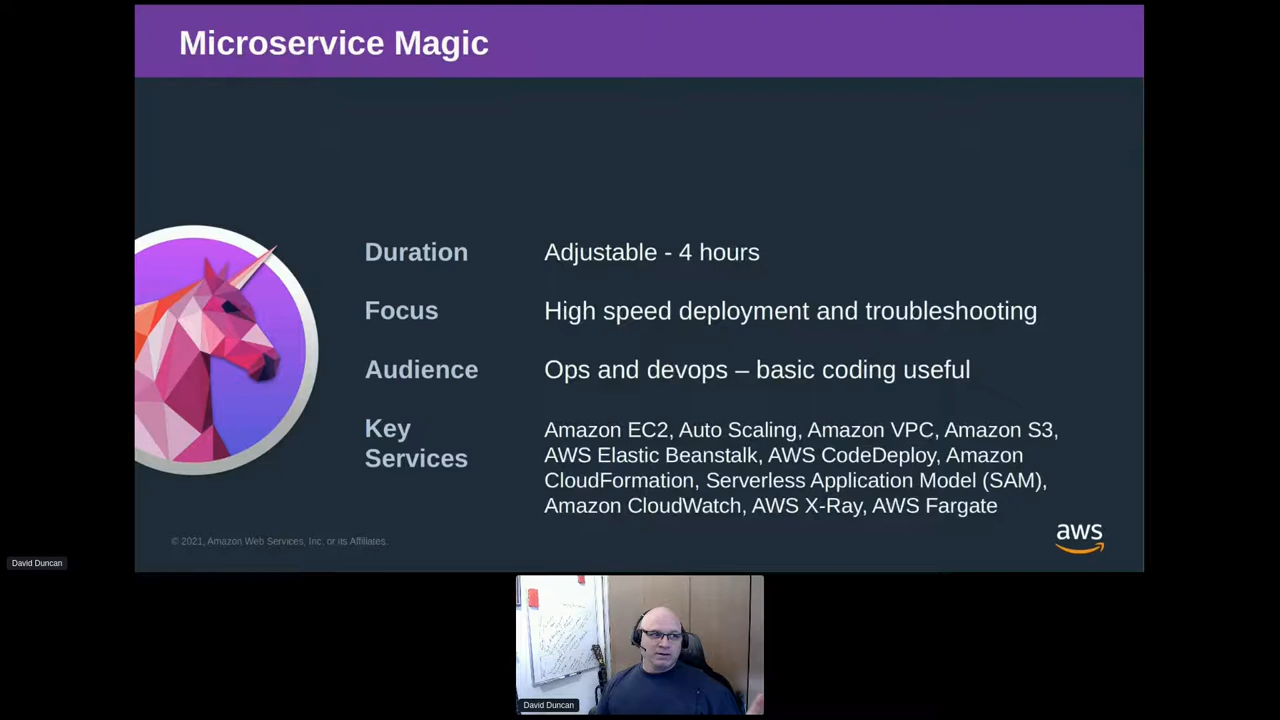 Microservice Magic
Duration
Adjustable - 4 hours
Focus
High speed deployment and troubleshooting
Audience
Ops and devops – basic coding useful
Key
Services
Amazon EC2, Auto Scaling, Amazon VPC, Amazon S3,
AWS Elastic Beanstalk, AWS CodeDeploy, Amazon
CloudFormation, Serverless Application Model (SAM),
Amazon CloudWatch, AWS X-Ray, AWS Fargate
© 2021, Amazon Web Services, Inc. or its Affiliates.
aws
David Duncan
David Duncan